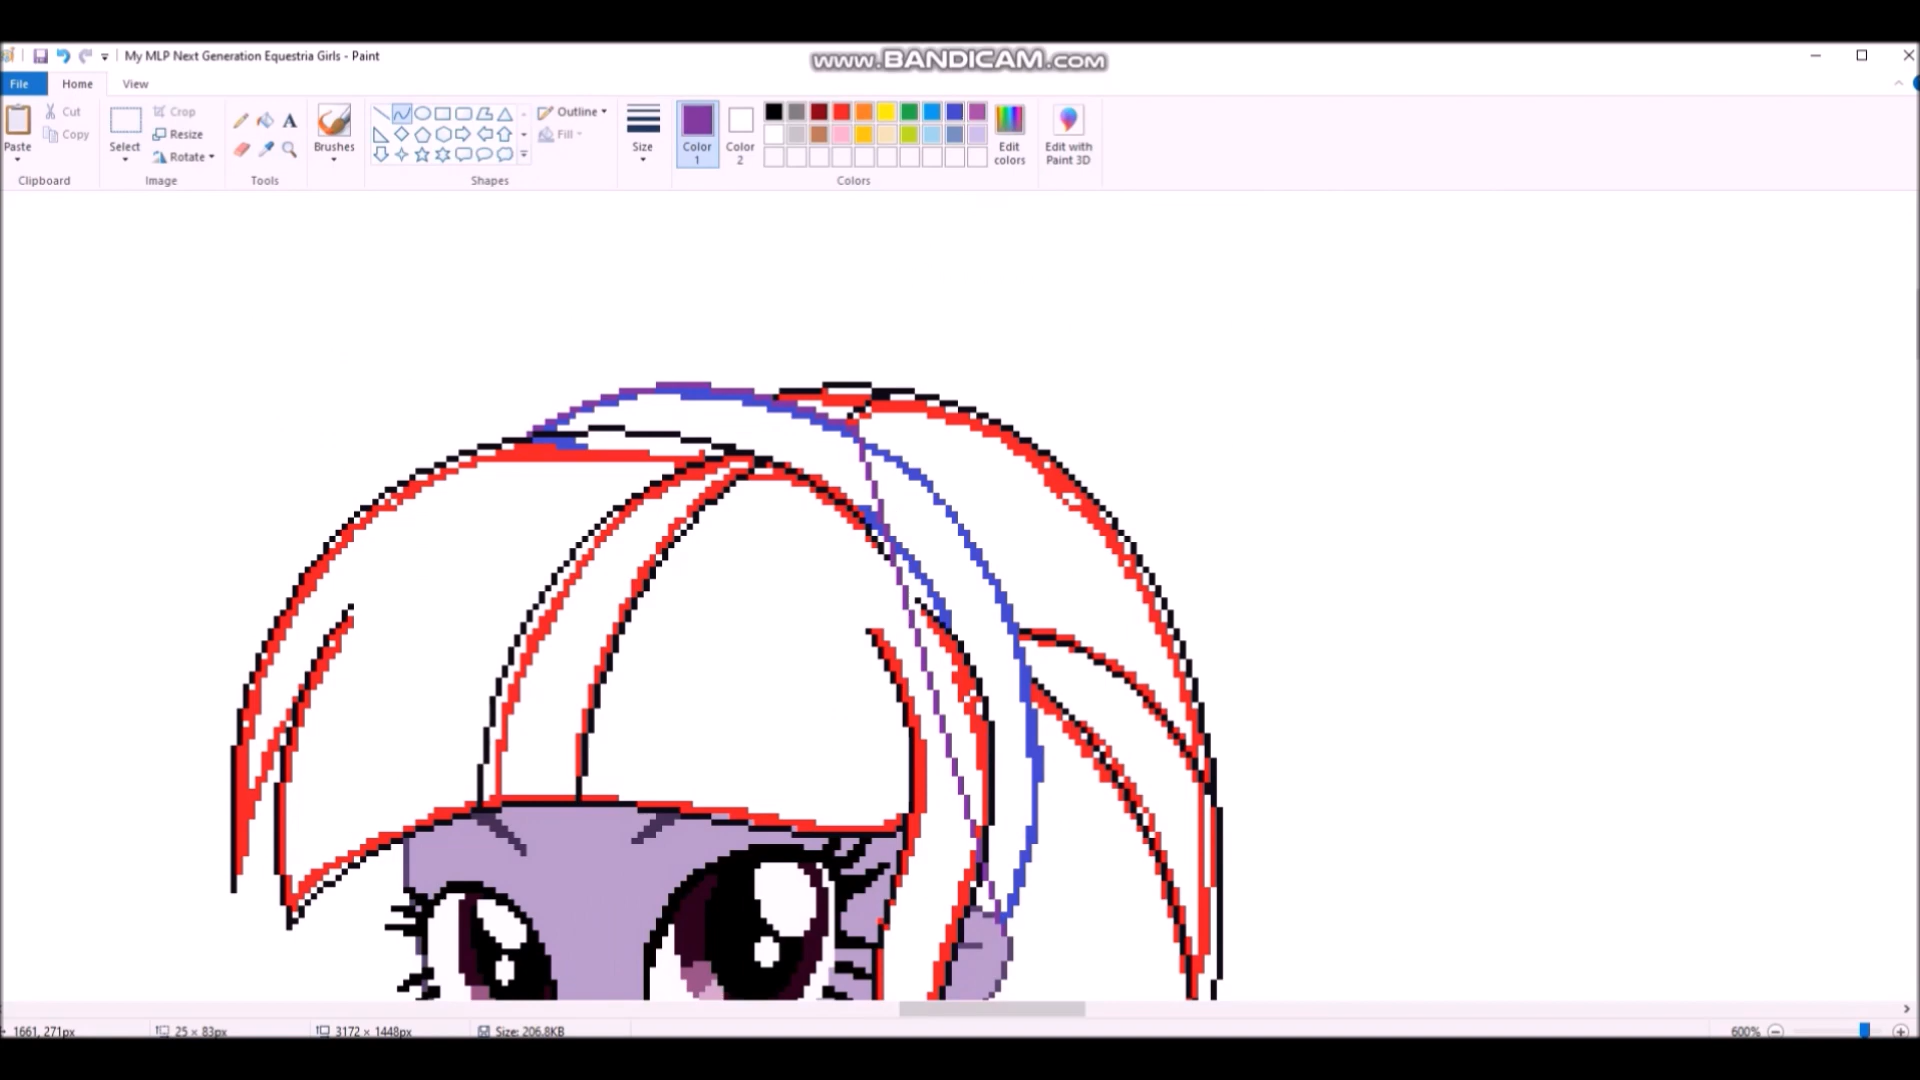 My MLP Next Generation Equestria Girls - Paint
www.BANDICAM.com
File Home View
Paste
Cut
Copy
Clipboard
Select
Crop
Resize
Rotate
Image
A
Tools
Brushes
Outline
Fill
Shapes
Size
Color
1
Color
2
Colors
Edit
colors
Edit with
Paint 3D
1661, 271px
25 × 83px
3172 × 1448px
Size: 206.8KB
600%